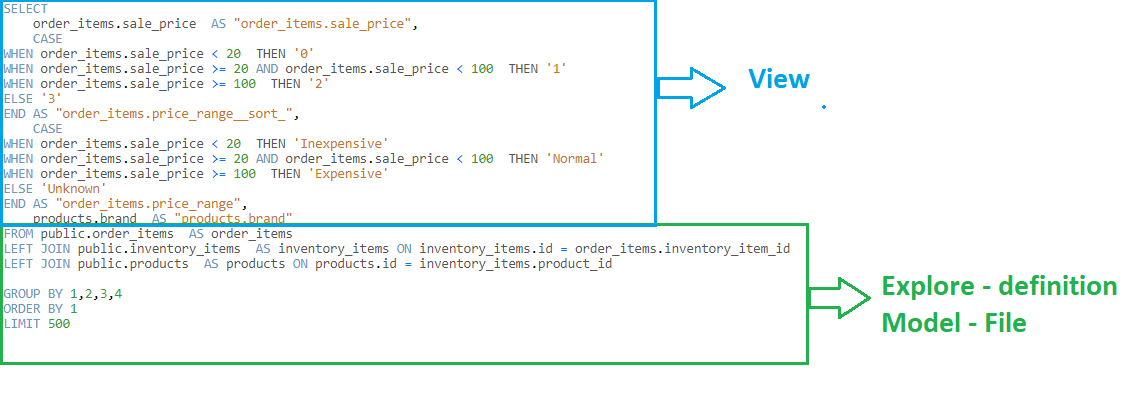 SELECT
order_items.sale_price  AS "order_items.sale_price",
CASE
WHEN order_items.sale_price < 20  THEN '0'
WHEN order_items.sale_price >= 20 AND order_items.sale_price < 100  THEN '1'
WHEN order_items.sale_price >= 100  THEN '2'
ELSE '3'
END AS "order_items.price_range__sort_",
CASE
WHEN order_items.sale_price < 20  THEN 'Inexpensive'
WHEN order_items.sale_price >= 20 AND order_items.sale_price < 100  THEN 'Normal'
WHEN order_items.sale_price >= 100  THEN 'Expensive'
ELSE 'Unknown'
END AS "order_items.price_range",
products.brand  AS "products.brand"
FROM public.order_items  AS order_items
LEFT JOIN public.inventory_items  AS inventory_items ON inventory_items.id = order_items.inventory_item_id
LEFT JOIN public.products  AS products ON products.id = inventory_items.product_id
GROUP BY 1,2,3,4
ORDER BY 1
LIMIT 500
View
Explore - definition
Model - File